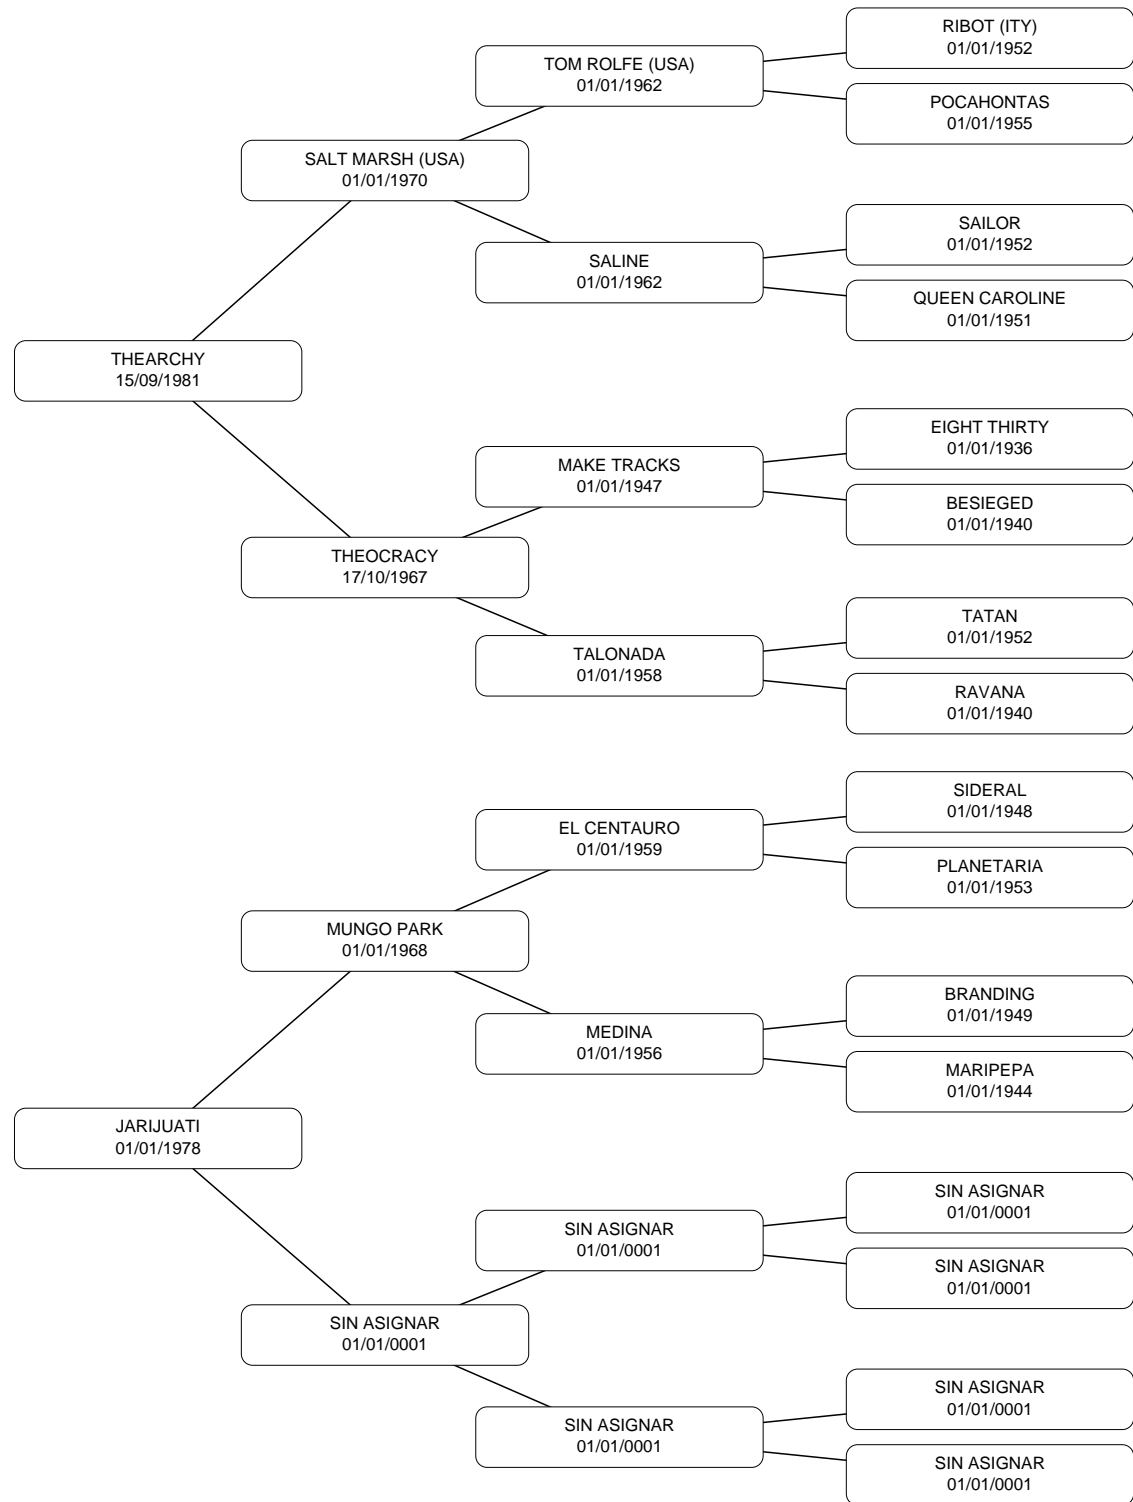 RIBOT (ITY)
01/01/1952
TOM ROLFE (USA)
01/01/1962
POCAHONTAS
01/01/1955
SALT MARSH (USA)
01/01/1970
SAILOR
01/01/1952
SALINE
01/01/1962
QUEEN CAROLINE
01/01/1951
THEARCHY
15/09/1981
EIGHT THIRTY
01/01/1936
MAKE TRACKS
01/01/1947
BESIEGED
01/01/1940
THEOCRACY
17/10/1967
TATAN
01/01/1952
TALONADA
01/01/1958
RAVANA
01/01/1940
SIDERAL
01/01/1948
EL CENTAURO
01/01/1959
PLANETARIA
01/01/1953
MUNGO PARK
01/01/1968
BRANDING
01/01/1949
MEDINA
01/01/1956
MARIPEPA
01/01/1944
JARIJUATI
01/01/1978
SIN ASIGNAR
01/01/0001
SIN ASIGNAR
01/01/0001
SIN ASIGNAR
01/01/0001
SIN ASIGNAR
01/01/0001
SIN ASIGNAR
01/01/0001
SIN ASIGNAR
01/01/0001
SIN ASIGNAR
01/01/0001